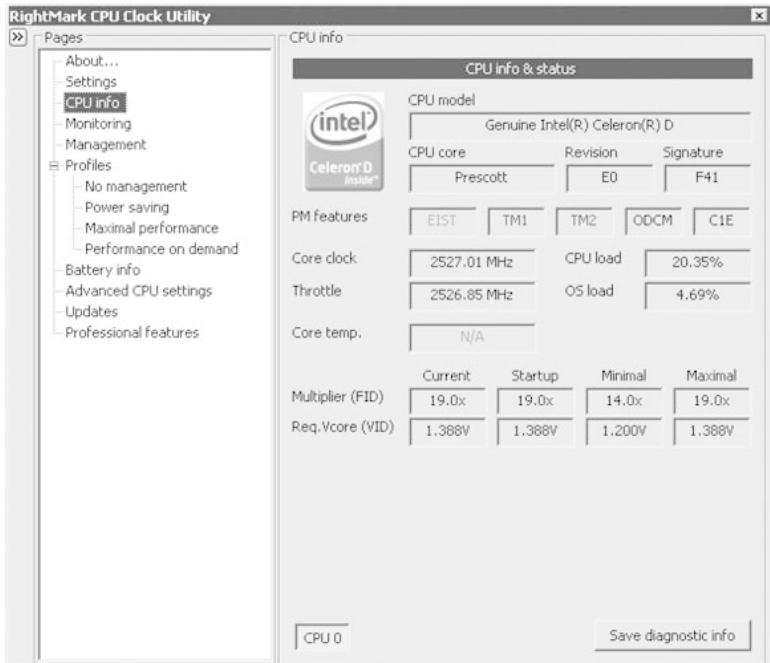 RightMark CPU Clock Utility
Pages
About...
Settings
CPU info
Monitoring
Management
Profiles
No management
Power saving
Maximal performance
Performance on demand
Battery info
Advanced CPU settings
Updates
Professional features
CPU info
CPU info & status
intel
Celeron D
inside™
CPU model
Genuine Intel(R) Celeron(R) D
CPU core Revision Signature
Prescott E0 F41
PM features EIST TM1 TM2 ODCM C1E
Core clock 2527.01 MHz CPU load 20.35%
Throttle 2526.85 MHz OS load 4.69%
Core temp. N/A
Current Startup Minimal Maximal
Multiplier (FID) 19.0x 19.0x 14.0x 19.0x
Req.Vcore (VID) 1.388V 1.388V 1.200V 1.388V
CPU 0 Save diagnostic info